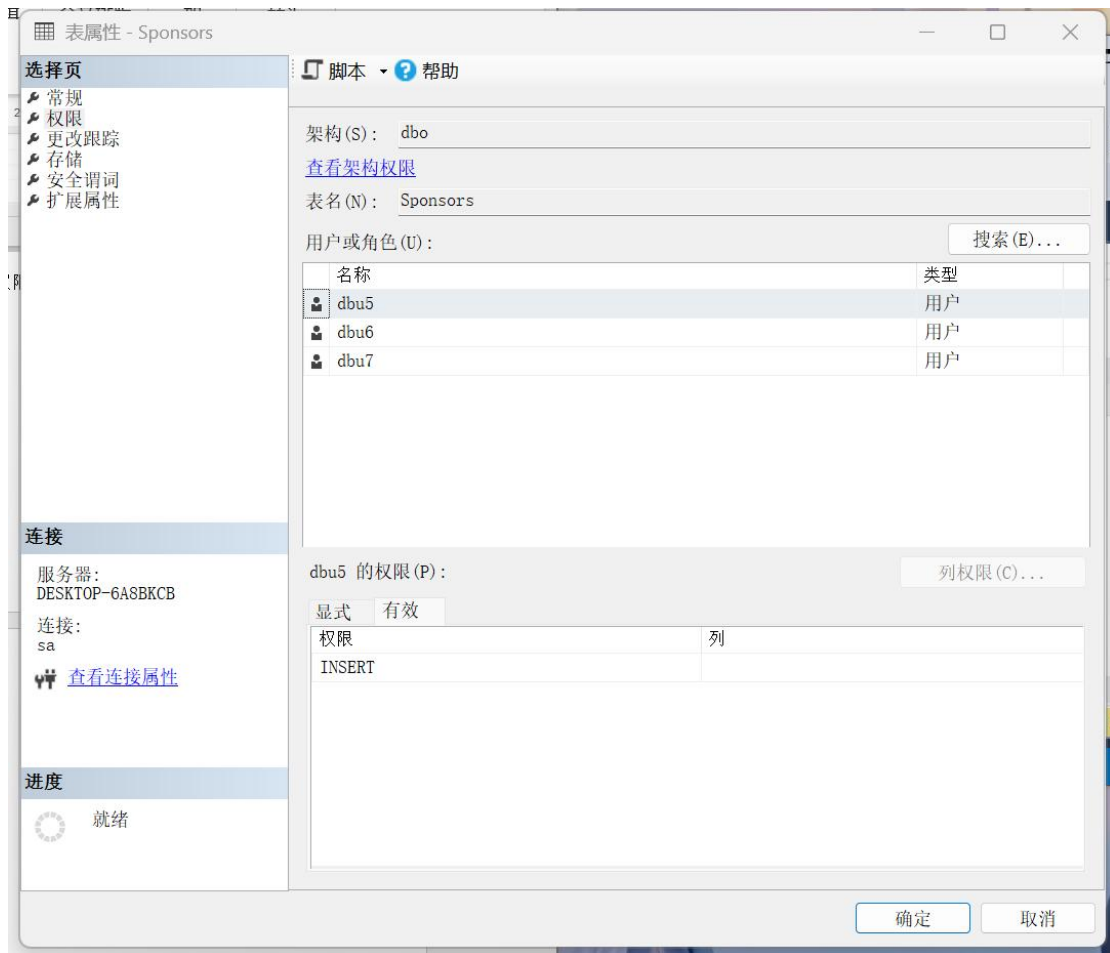 表属性 - Sponsors
选择页
常规
权限
更改跟踪
存储
安全谓词
扩展属性
脚本 帮助
架构(S): dbo
查看架构权限
表名(N): Sponsors
用户或角色(U):
搜索(E)...
名称 类型
dbu5 用户
dbu6 用户
dbu7 用户
连接
服务器:
DESKTOP-6A8BKCB
连接:
sa
查看连接属性
进度
就绪
dbu5 的权限(P):
列权限(C)...
显式 有效
权限 列
INSERT
确定 取消